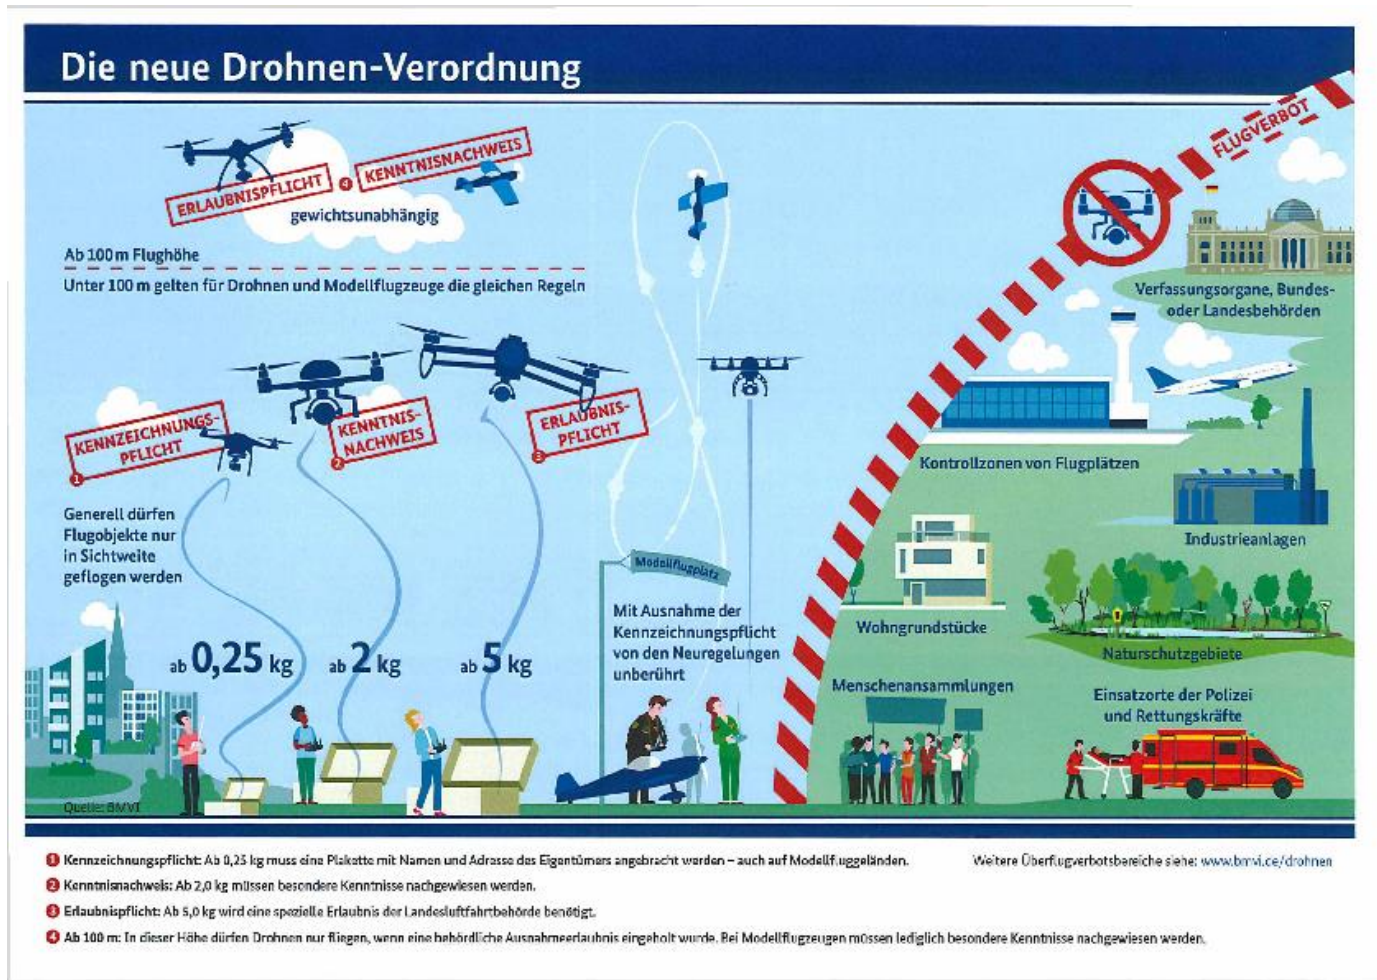 Die neue Drohnen-Verordnung
FLUGVERBOT
ERLAUBNISPFLICHT
4 KENNTNISNACHWEIS
gewichtsunabhängig
Ab 100 m Flughöhe
Unter 100 m gelten für Drohnen und Modellflugzeuge die gleichen Regeln
KENNZEICHNUNGS-
PFLICHT
1
KENNTNIS-
NACHWEIS
2
ERLAUBNIS-
PFLICHT
3
Generell dürfen
Flugobjekte nur
in Sichtweite
geflogen werden
ab 0,25 kg
ab 2 kg
ab 5 kg
Modellflugplatz
Mit Ausnahme der
Kennzeichnungspflicht
von den Neuregelungen
unberührt
Verfassungsorgane, Bundes-
oder Landesbehörden
Kontrollzonen von Flugplätzen
Industrieanlagen
Wohngrundstücke
Naturschutzgebiete
Menschenansammlungen
Einsatzorte der Polizei
und Rettungskräfte
Quelle: BMVI
1 Kennzeichnungspflicht: Ab 0,25 kg muss eine Plakette mit Namen und Adresse des Eigentümers angebracht werden – auch auf Modellfluggeländen.
Weitere Überflugverbotsbereiche siehe: www.bmvi.de/drohnen
2 Kenntnisnachweis: Ab 2,0 kg müssen besondere Kenntnisse nachgewiesen werden.
3 Erlaubnispflicht: Ab 5,0 kg wird eine spezielle Erlaubnis der Landesluftfahrtbehörde benötigt.
4 Ab 100 m: In dieser Höhe dürfen Drohnen nur fliegen, wenn eine behördliche Ausnahmeerlaubnis eingeholt wurde. Bei Modellflugzeugen müssen lediglich besondere Kenntnisse nachgewiesen werden.